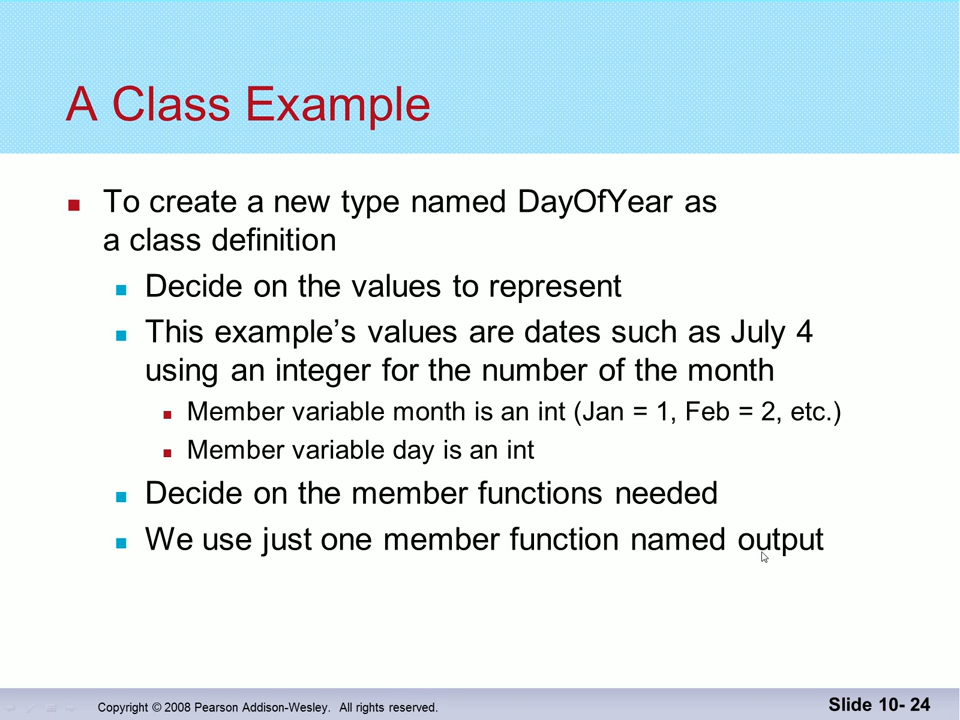 A Class Example
To create a new type named DayOfYear as
a class definition
Decide on the values to represent
This example’s values are dates such as July 4
using an integer for the number of the month
Member variable month is an int (Jan = 1, Feb = 2, etc.)
Member variable day is an int
Decide on the member functions needed
We use just one member function named output
Copyright © 2008 Pearson Addison-Wesley. All rights reserved.
Slide 10- 24